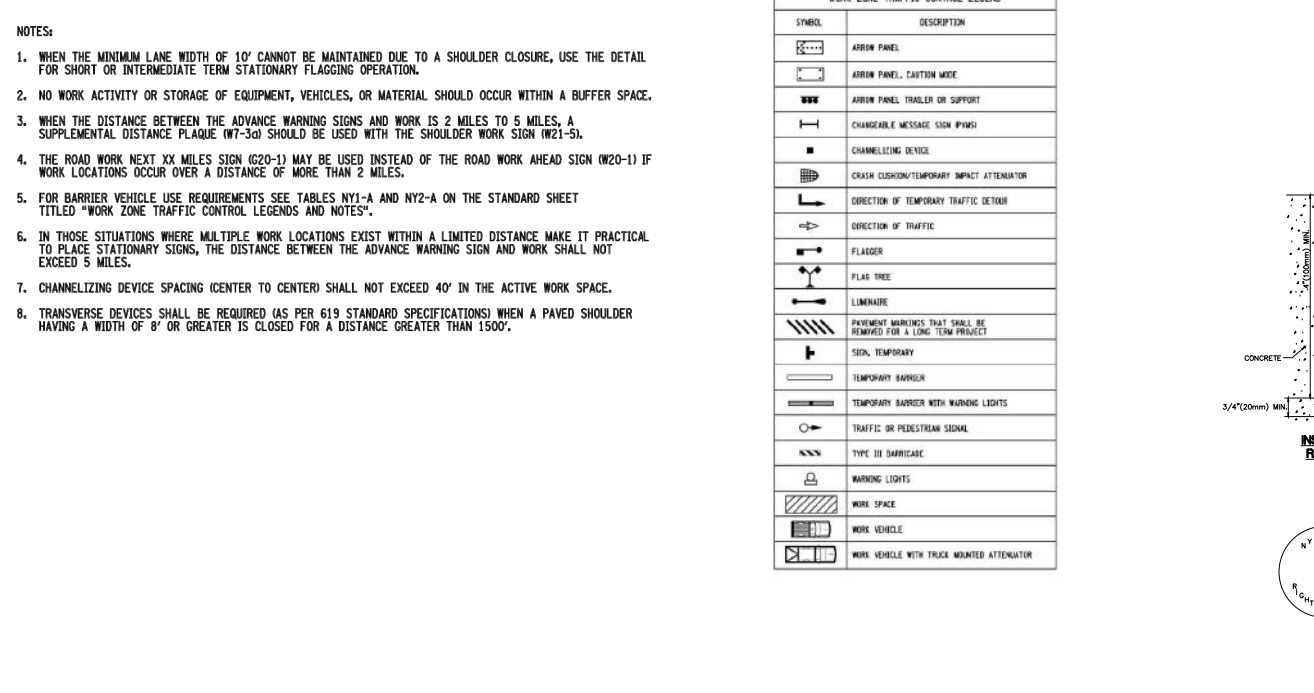 NOTES:
1. WHEN THE MINIMUM LANE WIDTH OF 10' CANNOT BE MAINTAINED DUE TO A SHOULDER CLOSURE, USE THE DETAIL
FOR SHORT OR INTERMEDIATE TERM STATIONARY FLAGGING OPERATION.
2. NO WORK ACTIVITY OR STORAGE OF EQUIPMENT, VEHICLES, OR MATERIAL SHOULD OCCUR WITHIN A BUFFER SPACE.
3. WHEN THE DISTANCE BETWEEN THE ADVANCE WARNING SIGNS AND WORK IS 2 MILES TO 5 MILES, A
SUPPLEMENTAL DISTANCE PLAQUE (W7-3a) SHOULD BE USED WITH THE SHOULDER WORK SIGN (W21-5).
4. THE ROAD WORK NEXT XX MILES SIGN (G20-1) MAY BE USED INSTEAD OF THE ROAD WORK AHEAD SIGN (W20-1) IF
WORK LOCATIONS OCCUR OVER A DISTANCE OF MORE THAN 2 MILES.
5. FOR BARRIER VEHICLE USE REQUIREMENTS SEE TABLES NY1-A AND NY2-A ON THE STANDARD SHEET
TITLED "WORK ZONE TRAFFIC CONTROL LEGENDS AND NOTES".
6. IN THOSE SITUATIONS WHERE MULTIPLE WORK LOCATIONS EXIST WITHIN A LIMITED DISTANCE MAKE IT PRACTICAL
TO PLACE STATIONARY SIGNS, THE DISTANCE BETWEEN THE ADVANCE WARNING SIGN AND WORK SHALL NOT
EXCEED 5 MILES.
7. CHANNELIZING DEVICE SPACING (CENTER TO CENTER) SHALL NOT EXCEED 40' IN THE ACTIVE WORK SPACE.
8. TRANSVERSE DEVICES SHALL BE REQUIRED (AS PER 619 STANDARD SPECIFICATIONS) WHEN A PAVED SHOULDER
HAVING A WIDTH OF 8' OR GREATER IS CLOSED FOR A DISTANCE GREATER THAN 1500'.
SYMBOL DESCRIPTION
ARROW PANEL
ARROW PANEL, CAUTION MODE
ARROW PANEL TRAILER OR SUPPORT
CHANGEABLE MESSAGE SIGN (PVMS)
CHANNELIZING DEVICE
CRASH CUSHION/TEMPORARY IMPACT ATTENUATOR
DIRECTION OF TEMPORARY TRAFFIC DETOUR
DIRECTION OF TRAFFIC
FLAGGER
FLAG TREE
LUMINAIRE
PAVEMENT MARKINGS THAT SHALL BE
REMOVED FOR A LONG TERM PROJECT
SIGN, TEMPORARY
TEMPORARY BARRIER
TEMPORARY BARRIER WITH WARNING LIGHTS
TRAFFIC OR PEDESTRIAN SIGNAL
TYPE III BARRICADE
WARNING LIGHTS
WORK SPACE
WORK VEHICLE
WORK VEHICLE WITH TRUCK MOUNTED ATTENUATOR
4"(100mm) MIN.
CONCRETE
3/4"(20mm) MIN.
N Y
RIGHT